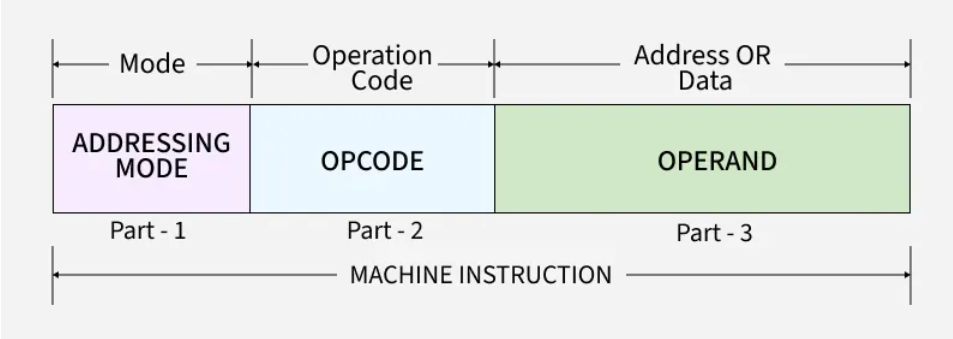 Mode
Operation
Code
Address OR
Data
ADDRESSING
MODE
OPCODE
OPERAND
Part - 1
Part - 2
Part - 3
MACHINE INSTRUCTION